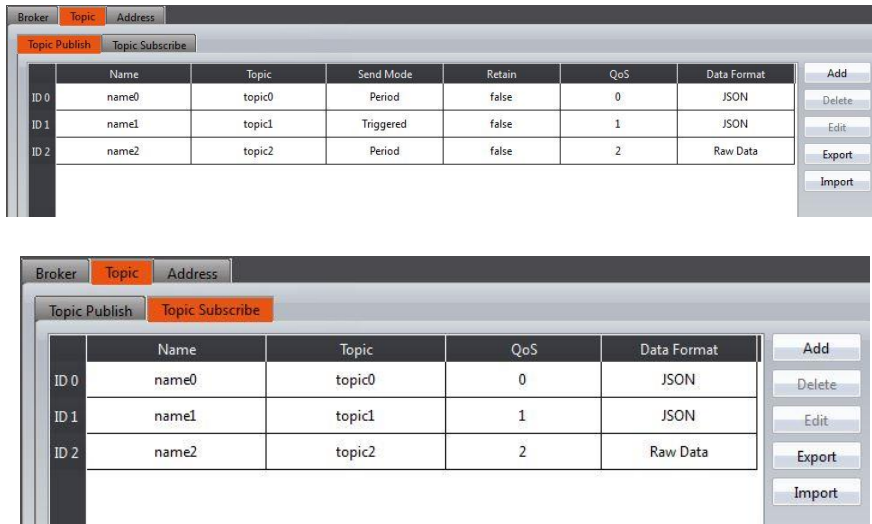 Broker Topic Address
Topic Publish Topic Subscribe
Name Topic Send Mode Retain QoS Data Format Add
ID 0 name0 topic0 Period false 0 JSON Delete
ID 1 name1 topic1 Triggered false 1 JSON Edit
ID 2 name2 topic2 Period false 2 Raw Data Export
Import
Broker Topic Address
Topic Publish Topic Subscribe
Name Topic QoS Data Format Add
ID 0 name0 topic0 0 JSON Delete
ID 1 name1 topic1 1 JSON Edit
ID 2 name2 topic2 2 Raw Data Export
Import